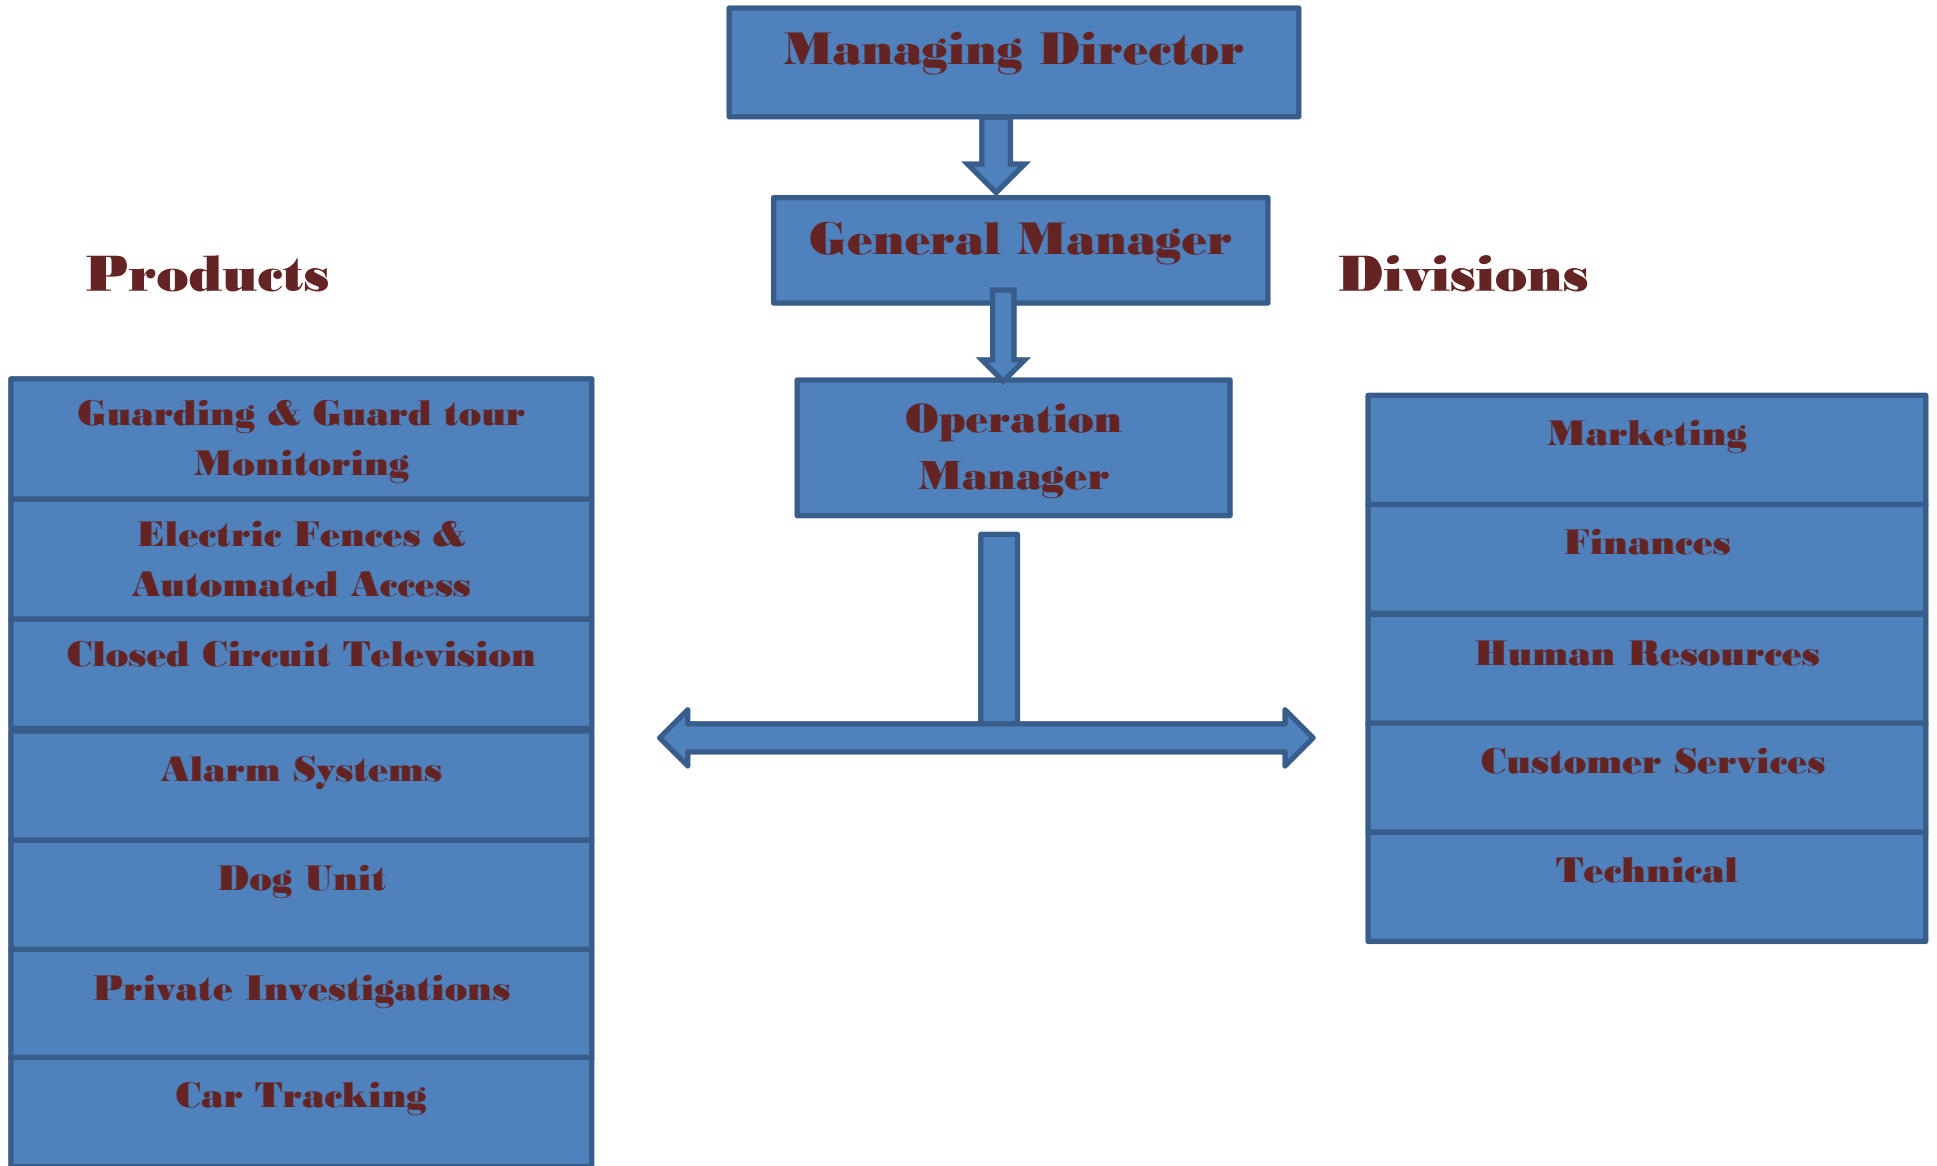 Managing Director
General Manager
Products
Divisions
Guarding & Guard tour
Monitoring
Electric Fences &
Automated Access
Closed Circuit Television
Alarm Systems
Dog Unit
Private Investigations
Car Tracking
Operation
Manager
Marketing
Finances
Human Resources
Customer Services
Technical